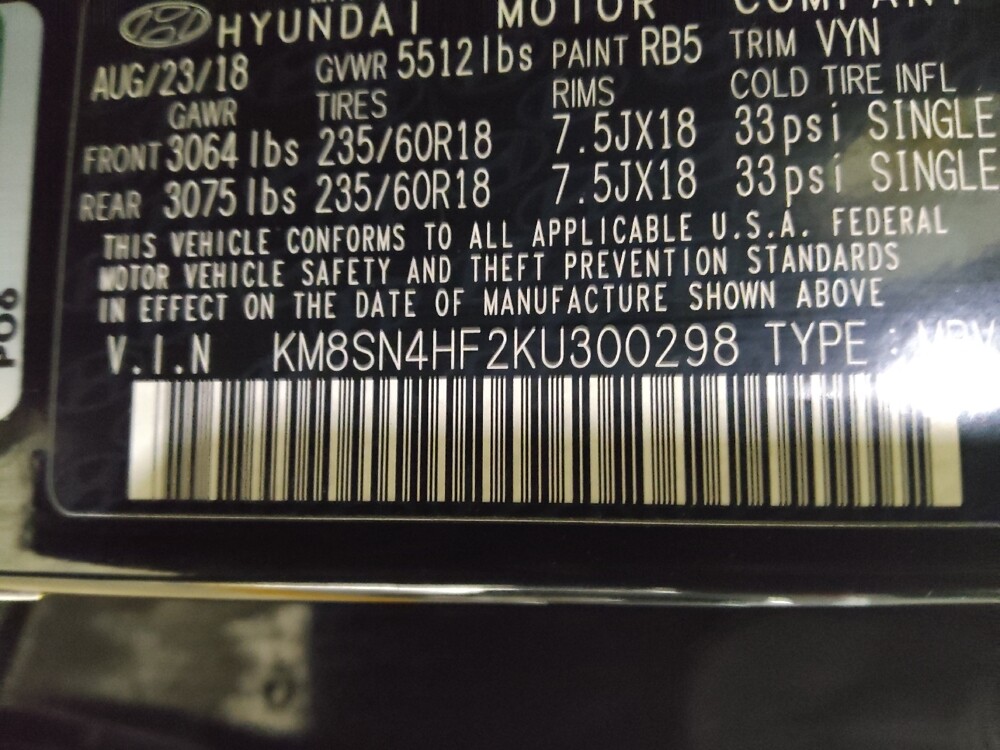 HYUNDAI MOTOR COMPANY
AUG/23/18 GVWR 5512lbs PAINT RB5 TRIM VYN
GAWR TIRES RIMS COLD TIRE INFL
FRONT 3064 lbs 235/60R18 7.5JX18 33psi SINGLE
REAR 3075 lbs 235/60R18 7.5JX18 33psi SINGLE
THIS VEHICLE CONFORMS TO ALL APPLICABLE U.S.A. FEDERAL
MOTOR VEHICLE SAFETY AND THEFT PREVENTION STANDARDS
IN EFFECT ON THE DATE OF MANUFACTURE SHOWN ABOVE
V.I.N KM8SN4HF2KU300298 TYPE : MPV
P08